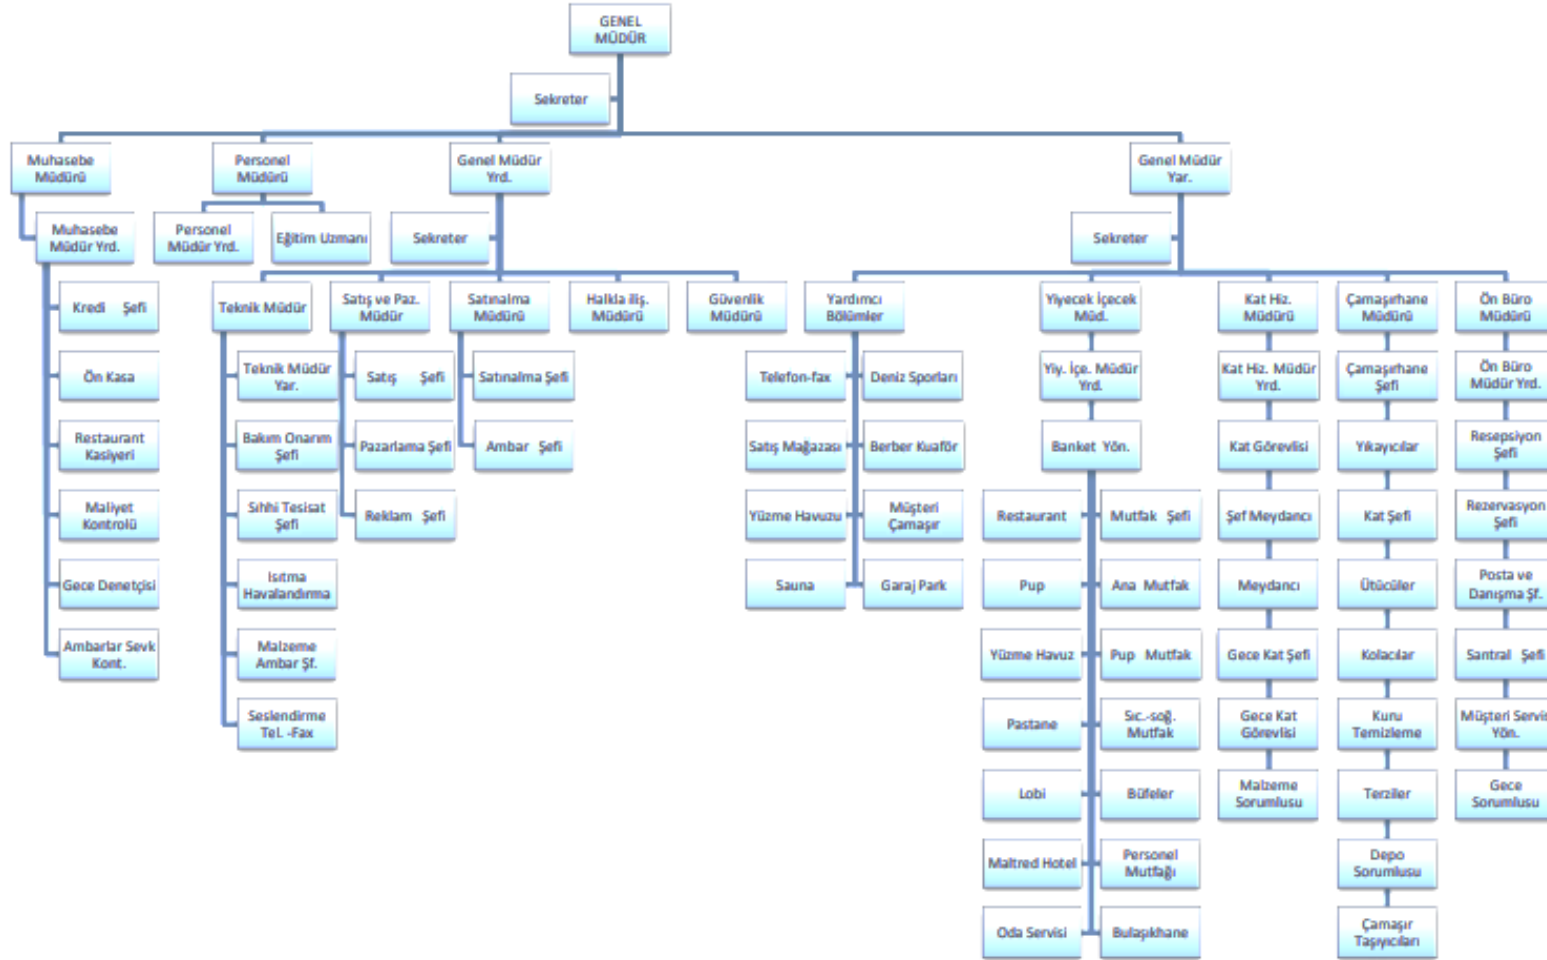 GENEL
MÜDÜR
Sekreter
Muhasebe
Müdürü
Personel
Müdürü
Genel Müdür
Yrd.
Genel Müdür
Yar.
Muhasebe
Müdür Yrd.
Personel
Müdür Yrd.
Eğitim Uzmanı
Sekreter
Sekreter
Kredi Şefi
Ön Kasa
Restaurant
Kasiyeri
Maliyet
Kontrolü
Gece Denetçisi
Ambarlar Sevk
Kont.
Teknik Müdür
Teknik Müdür
Yar.
Bakım Onarım
Şefi
Sıhhi Tesisat
Şefi
Isıtma
Havalandırma
Malzeme
Ambar Şf.
Seslendirme
Tel. -Fax
Satış ve Paz.
Müdür
Satış Şefi
Pazarlama Şefi
Reklam Şefi
Satınalma
Müdürü
Satınalma Şefi
Ambar Şefi
Halkla iliş.
Müdürü
Güvenlik
Müdürü
Yardımcı
Bölümler
Telefon-fax
Deniz Sporları
Satış Mağazası
Berber Kuaför
Yüzme Havuzu
Müşteri
Çamaşır
Sauna
Garaj Park
Yiyecek İçecek
Müd.
Yiy. İçe. Müdür
Yrd.
Banket Yön.
Restaurant
Mutfak Şefi
Pup
Ana Mutfak
Yüzme Havuz
Pup Mutfak
Pastane
Sıc.-soğ.
Mutfak
Lobi
Büfeler
Maitred Hotel
Personel
Mutfağı
Oda Servisi
Bulaşıkhane
Kat Hiz.
Müdürü
Kat Hiz. Müdür
Yrd.
Kat Görevlisi
Şef Meydancı
Meydancı
Gece Kat Şefi
Gece Kat
Görevlisi
Malzeme
Sorumlusu
Çamaşırhane
Müdürü
Çamaşırhane
Şefi
Yıkayıcılar
Kat Şefi
Ütücüler
Kolacılar
Kuru
Temizleme
Terziler
Depo
Sorumlusu
Çamaşır
Taşıyıcıları
Ön Büro
Müdürü
Ön Büro
Müdür Yrd.
Resepsiyon
Şefi
Rezervasyon
Şefi
Posta ve
Danışma Şf.
Santral Şefi
Müşteri Servis
Yön.
Gece
Sorumlusu